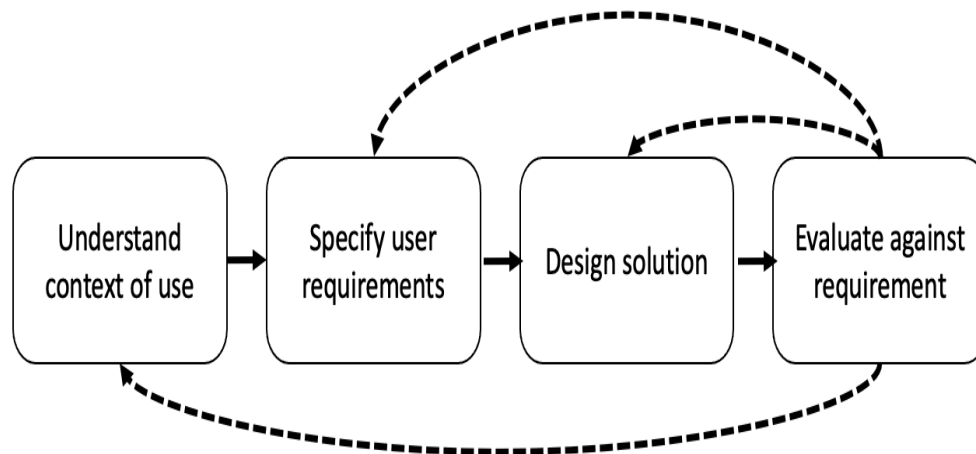 Understand
context of use
Specify user
requirements
Design solution
Evaluate against
requirement